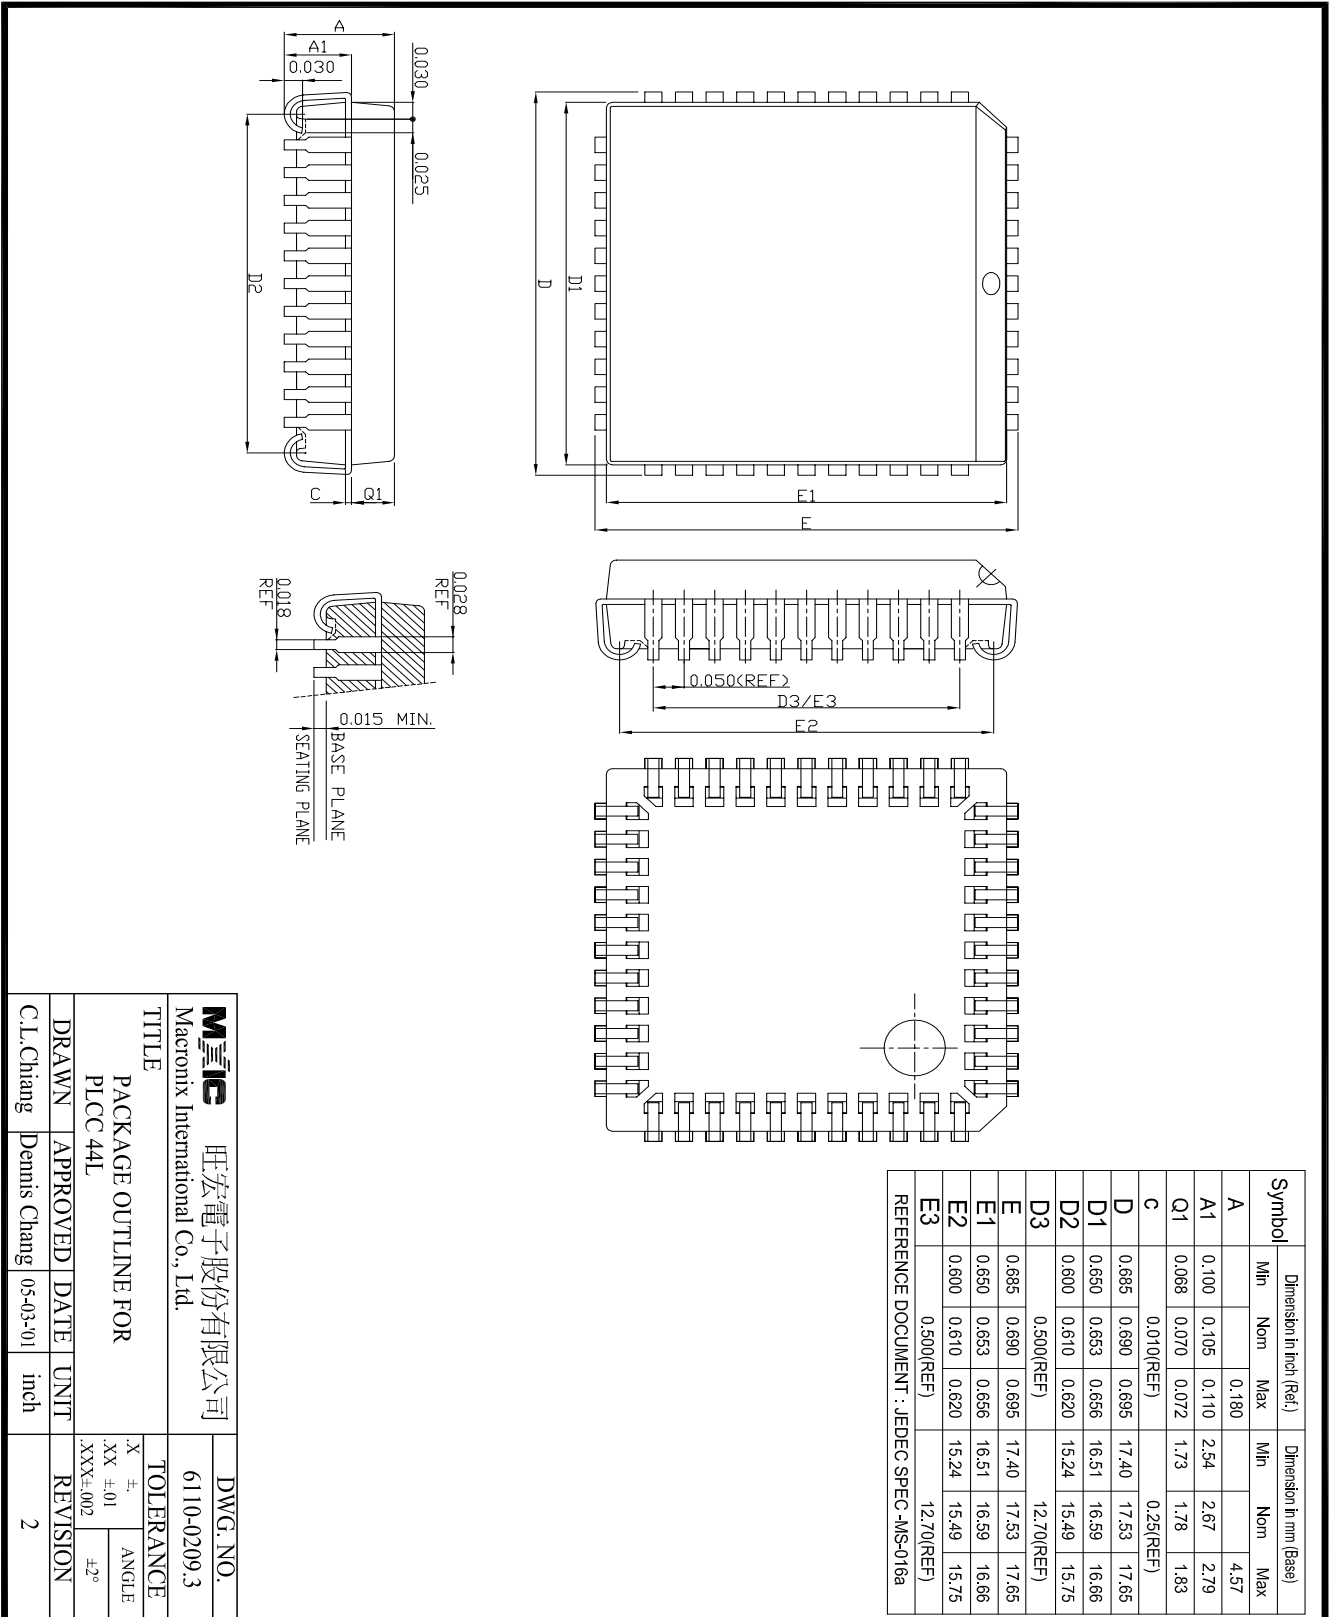 A
A1
0.030
0.030
0.025
D2
C
Q1
D
D1
E1
E
0.050(REF)
D3/E3
E2
0.028
REF
0.018
REF
0.015 MIN.
BASE PLANE
SEATING PLANE
Symbol Dimension in inch (Ref.) Dimension in mm (Base)
Min Nom Max Min Nom Max
A 0.180 4.57
A1 0.100 0.105 0.110 2.54 2.67 2.79
Q1 0.068 0.070 0.072 1.73 1.78 1.83
C 0.010(REF) 0.25(REF)
D 0.685 0.690 0.695 17.40 17.53 17.65
D1 0.650 0.653 0.656 16.51 16.59 16.66
D2 0.600 0.610 0.620 15.24 15.49 15.75
D3 0.500(REF) 12.70(REF)
E 0.685 0.690 0.695 17.40 17.53 17.65
E1 0.650 0.653 0.656 16.51 16.59 16.66
E2 0.600 0.610 0.620 15.24 15.49 15.75
E3 0.500(REF) 12.70(REF)
REFERENCE DOCUMENT : JEDEC SPEC -MS-016a
MXIC 旺宏電子股份有限公司
Macronix International Co., Ltd.
DWG. NO.
6110-0209.3
TITLE
PACKAGE OUTLINE FOR
PLCC 44L
TOLERANCE
.X ±.
.XX ±.01
.XXX±.002
ANGLE
±2°
DRAWN APPROVED DATE UNIT REVISION
C.L.Chiang Dennis Chang 05-03-'01 inch 2